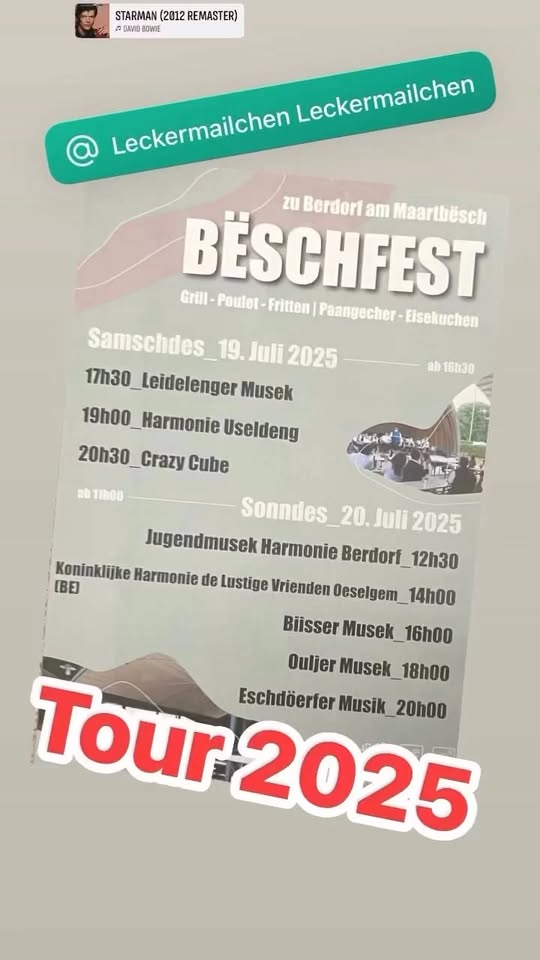 STARMAN (2012 REMASTER)
♫ DAVID BOWIE
@ Leckermailchen Leckermailchen
zu Berdorf am Maartbësch
BËSCHFEST
Grill - Poulet - Fritten | Paangecher - Eisekuchen
Samschdes_19. Juli 2025
ab 16h30
17h30_Leidelenger Musek
19h00_Harmonie Useldeng
20h30_Crazy Cube
ab 11h00
Sonndes_20. Juli 2025
Jugendmusek Harmonie Berdorf_12h30
Koninklijke Harmonie de Lustige Vrienden Oeselgem_14h00
(BE)
Biisser Musek_16h00
Ouljer Musek_18h00
Eschdöerfer Musik_20h00
Tour 2025